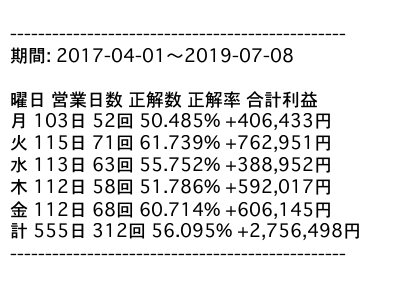 ------------------------------------------------
期間: 2017-04-01〜2019-07-08
曜日 営業日数 正解数 正解率 合計利益
月 103日 52回 50.485% +406,433円
火 115日 71回 61.739% +762,951円
水 113日 63回 55.752% +388,952円
木 112日 58回 51.786% +592,017円
金 112日 68回 60.714% +606,145円
計 555日 312回 56.095% +2,756,498円
------------------------------------------------